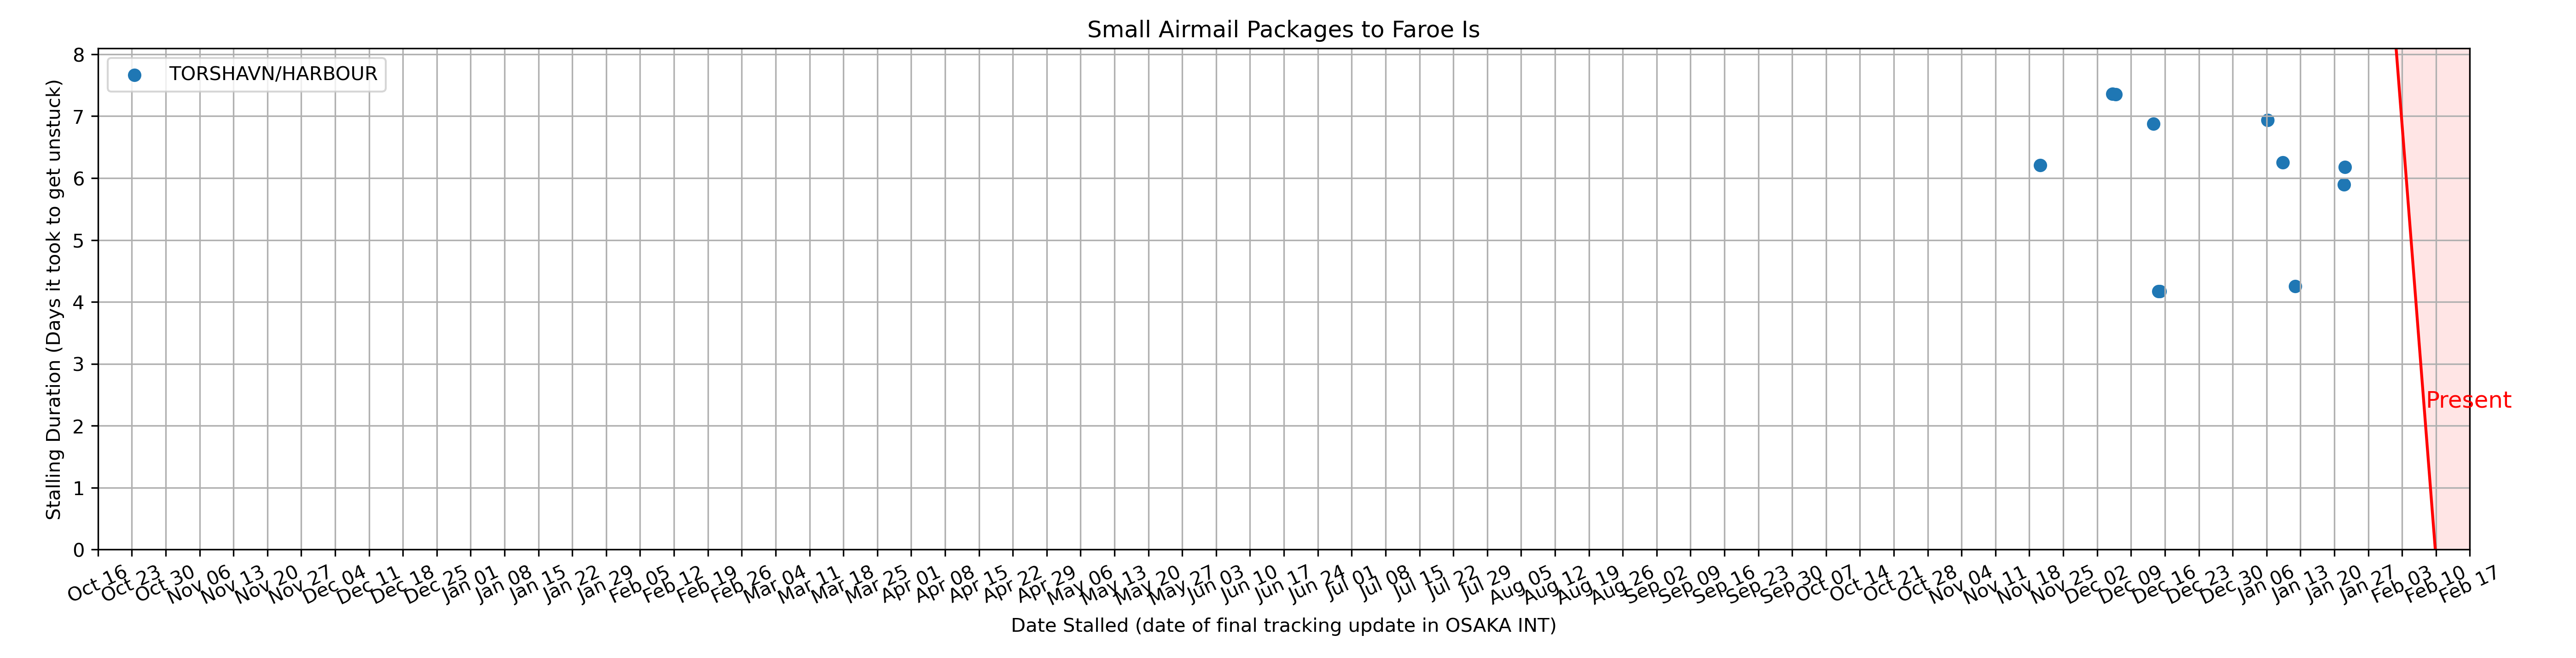 Small Airmail Packages to Faroe Is
TORSHAVN/HARBOUR
Stalling Duration (Days it took to get unstuck)
8
7
6
5
4
3
2
1
0
Present
Oct 16 Oct 23 Oct 30 Nov 06 Nov 13 Nov 20 Nov 27 Dec 04 Dec 11 Dec 18 Dec 25 Jan 01 Jan 08 Jan 15 Jan 22 Jan 29 Feb 05 Feb 12 Feb 19 Feb 26 Mar 04 Mar 11 Mar 18 Mar 25 Apr 01 Apr 08 Apr 15 Apr 22 Apr 29 May 06 May 13 May 20 May 27 Jun 03 Jun 10 Jun 17 Jun 24 Jul 01 Jul 08 Jul 15 Jul 22 Jul 29 Aug 05 Aug 12 Aug 19 Aug 26 Sep 02 Sep 09 Sep 16 Sep 23 Sep 30 Oct 07 Oct 14 Oct 21 Oct 28 Nov 04 Nov 11 Nov 18 Nov 25 Dec 02 Dec 09 Dec 16 Dec 23 Dec 30 Jan 06 Jan 13 Jan 20 Jan 27 Feb 03 Feb 10 Feb 17
Date Stalled (date of final tracking update in OSAKA INT)